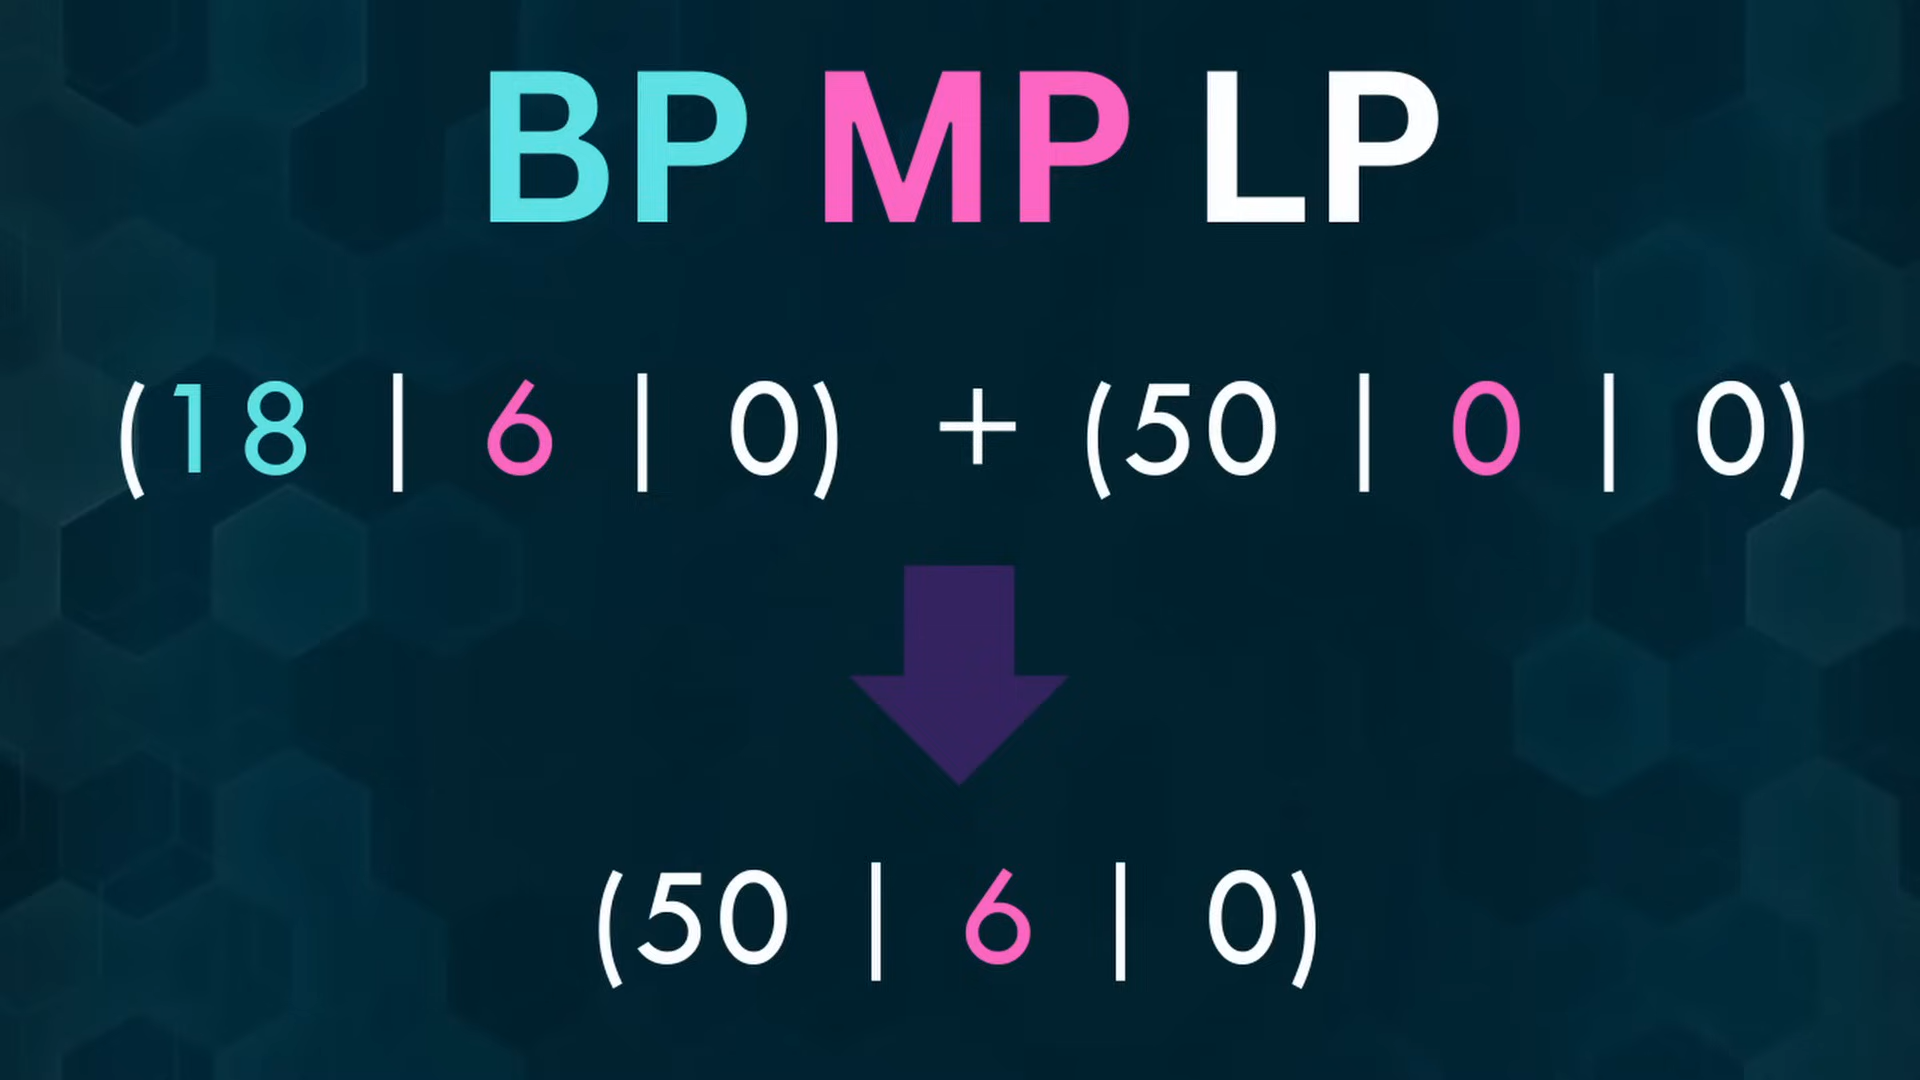 BP MP LP
(18 | 6 | 0) + (50 | 0 | 0)
(50 | 6 | 0)